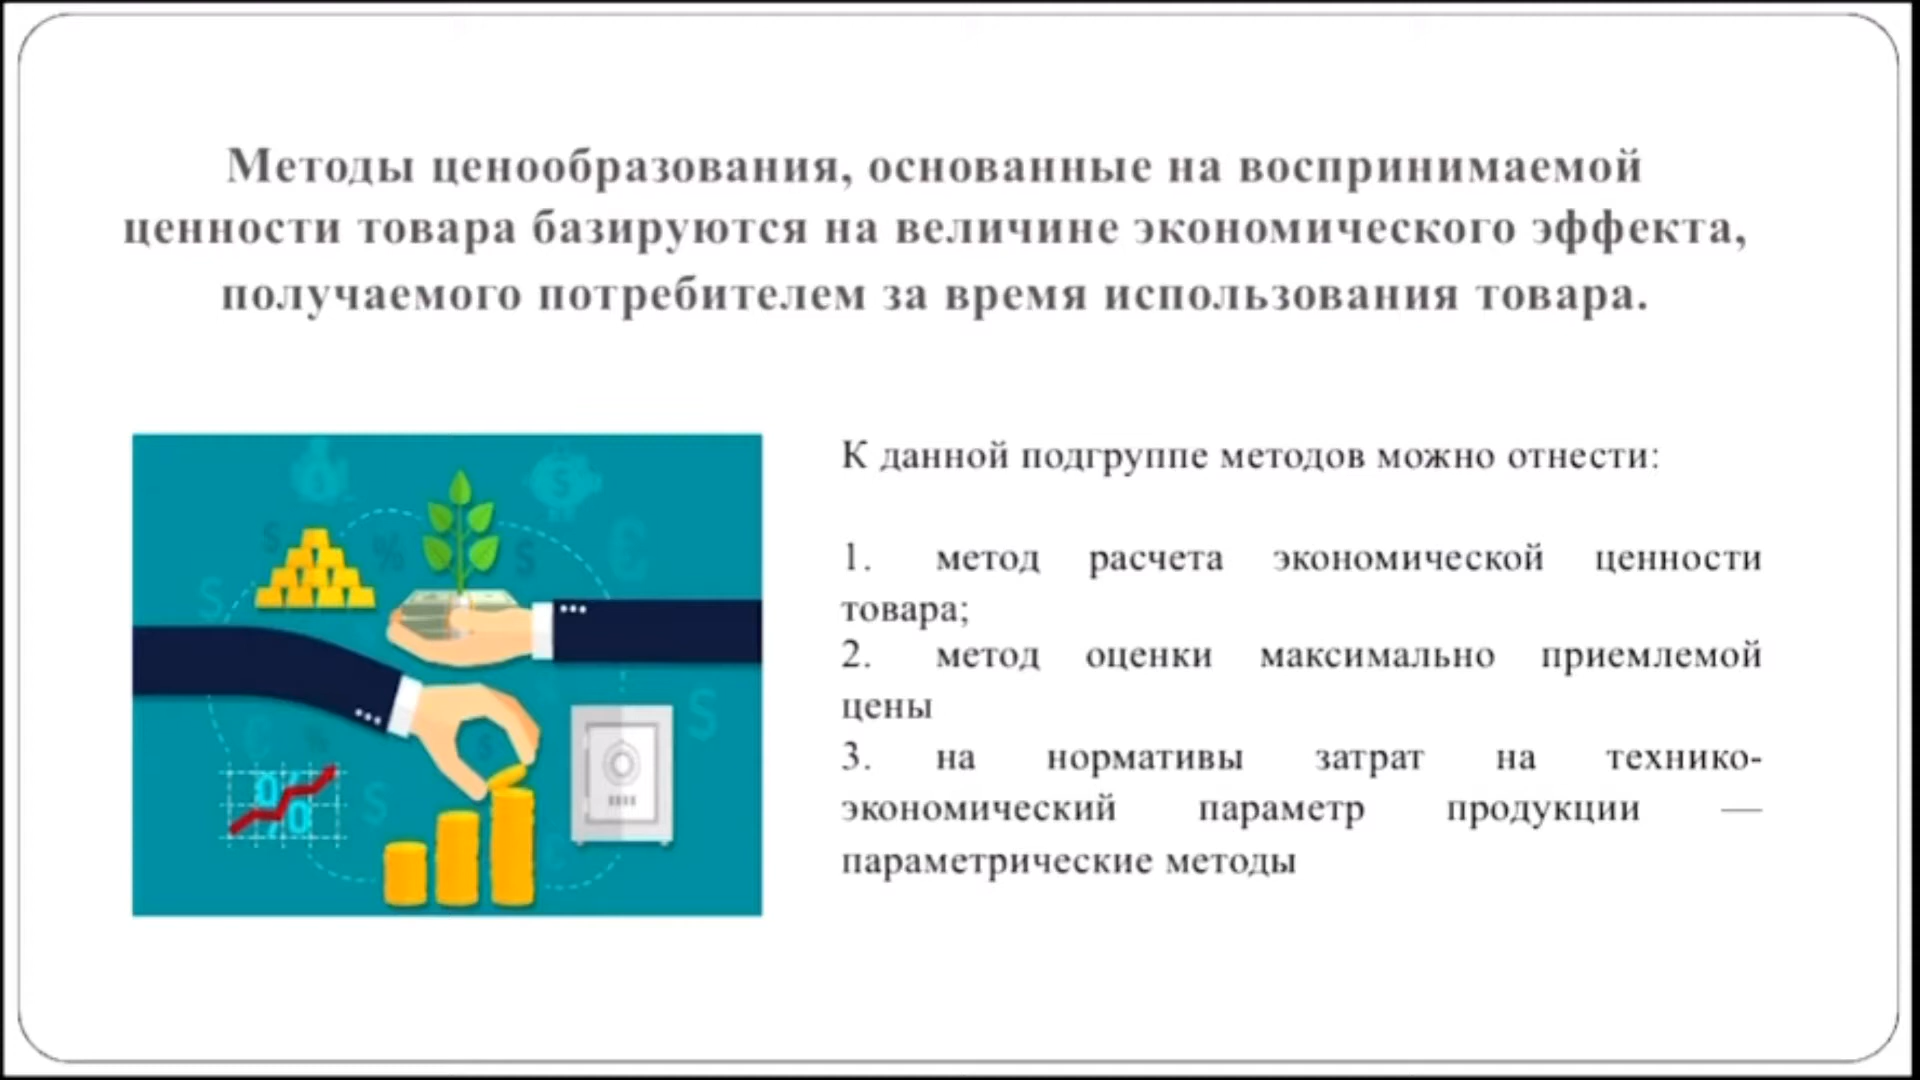 Методы ценообразования, основанные на воспринимаемой
ценности товара базируются на величине экономического эффекта,
получаемого потребителем за время использования товара.
К данной подгруппе методов можно отнести:
1. метод расчета экономической ценности
товара;
2. метод оценки максимально приемлемой
цены
3. на нормативы затрат на технико-
экономический параметр продукции —
параметрические методы